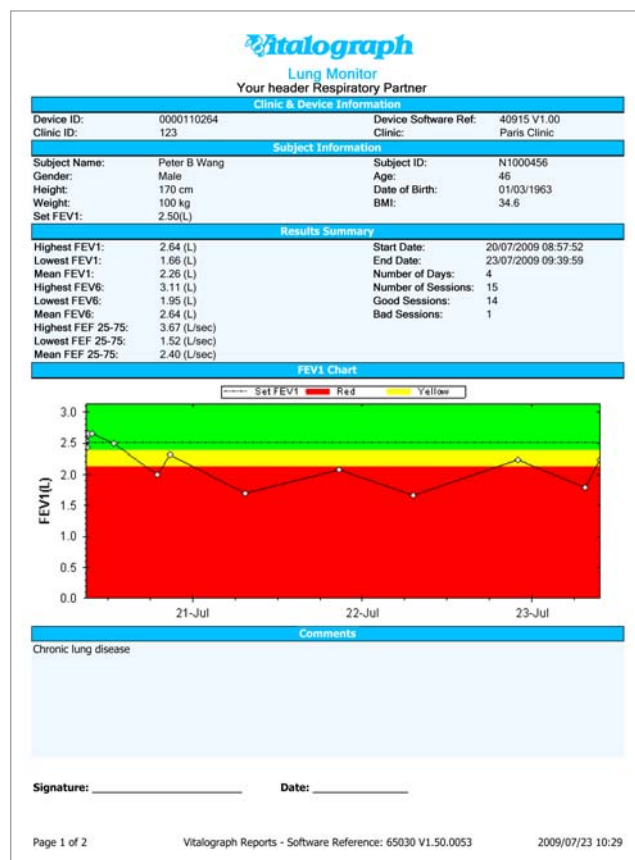 Vitalograph
Lung Monitor
Your header Respiratory Partner
Clinic & Device Information
Device ID: 0000110264 Device Software Ref: 40915 V1.00
Clinic ID: 123 Clinic: Paris Clinic
Subject Information
Subject Name: Peter B Wang Subject ID: N1000456
Gender: Male Age: 46
Height: 170 cm Date of Birth: 01/03/1963
Weight: 100 kg BMI: 34.6
Set FEV1: 2.50(L)
Results Summary
Highest FEV1: 2.64 (L) Start Date: 20/07/2009 08:57:52
Lowest FEV1: 1.66 (L) End Date: 23/07/2009 09:39:59
Mean FEV1: 2.26 (L) Number of Days: 4
Highest FEV6: 3.11 (L) Number of Sessions: 15
Lowest FEV6: 1.95 (L) Good Sessions: 14
Mean FEV6: 2.64 (L) Bad Sessions: 1
Highest FEF 25-75: 3.67 (L/sec)
Lowest FEF 25-75: 1.52 (L/sec)
Mean FEF 25-75: 2.40 (L/sec)
FEV1 Chart
Set FEV1 Red Yellow
3.0
2.5
2.0
1.5
1.0
0.5
0.0
FEV1(L)
21-Jul 22-Jul 23-Jul
Comments
Chronic lung disease
Signature: Date:
Page 1 of 2 Vitalograph Reports - Software Reference: 65030 V1.50.0053 2009/07/23 10:29